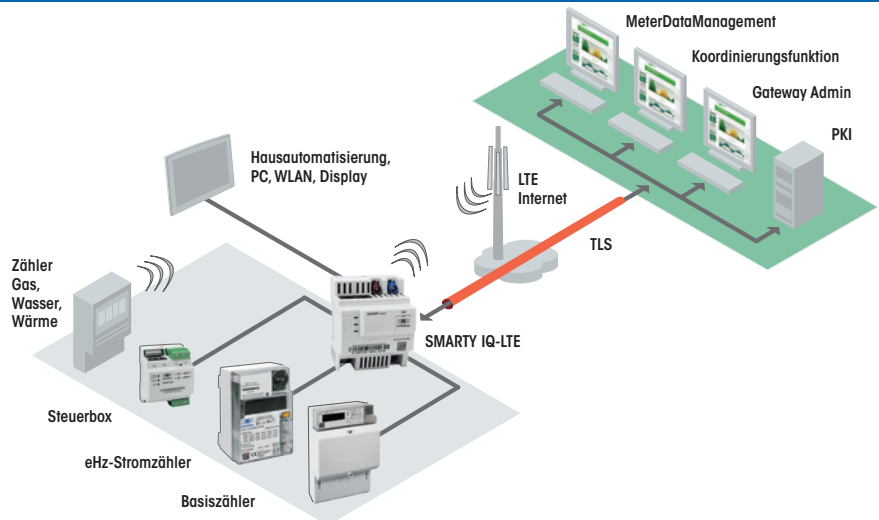 MeterDataManagement
Koordinierungsfunktion
Gateway Admin
PKI
Hausautomatisierung,
PC, WLAN, Display
LTE
Internet
TLS
Zähler
Gas,
Wasser,
Wärme
SMARTY IQ-LTE
Steuerbox
eHz-Stromzähler
Basiszähler